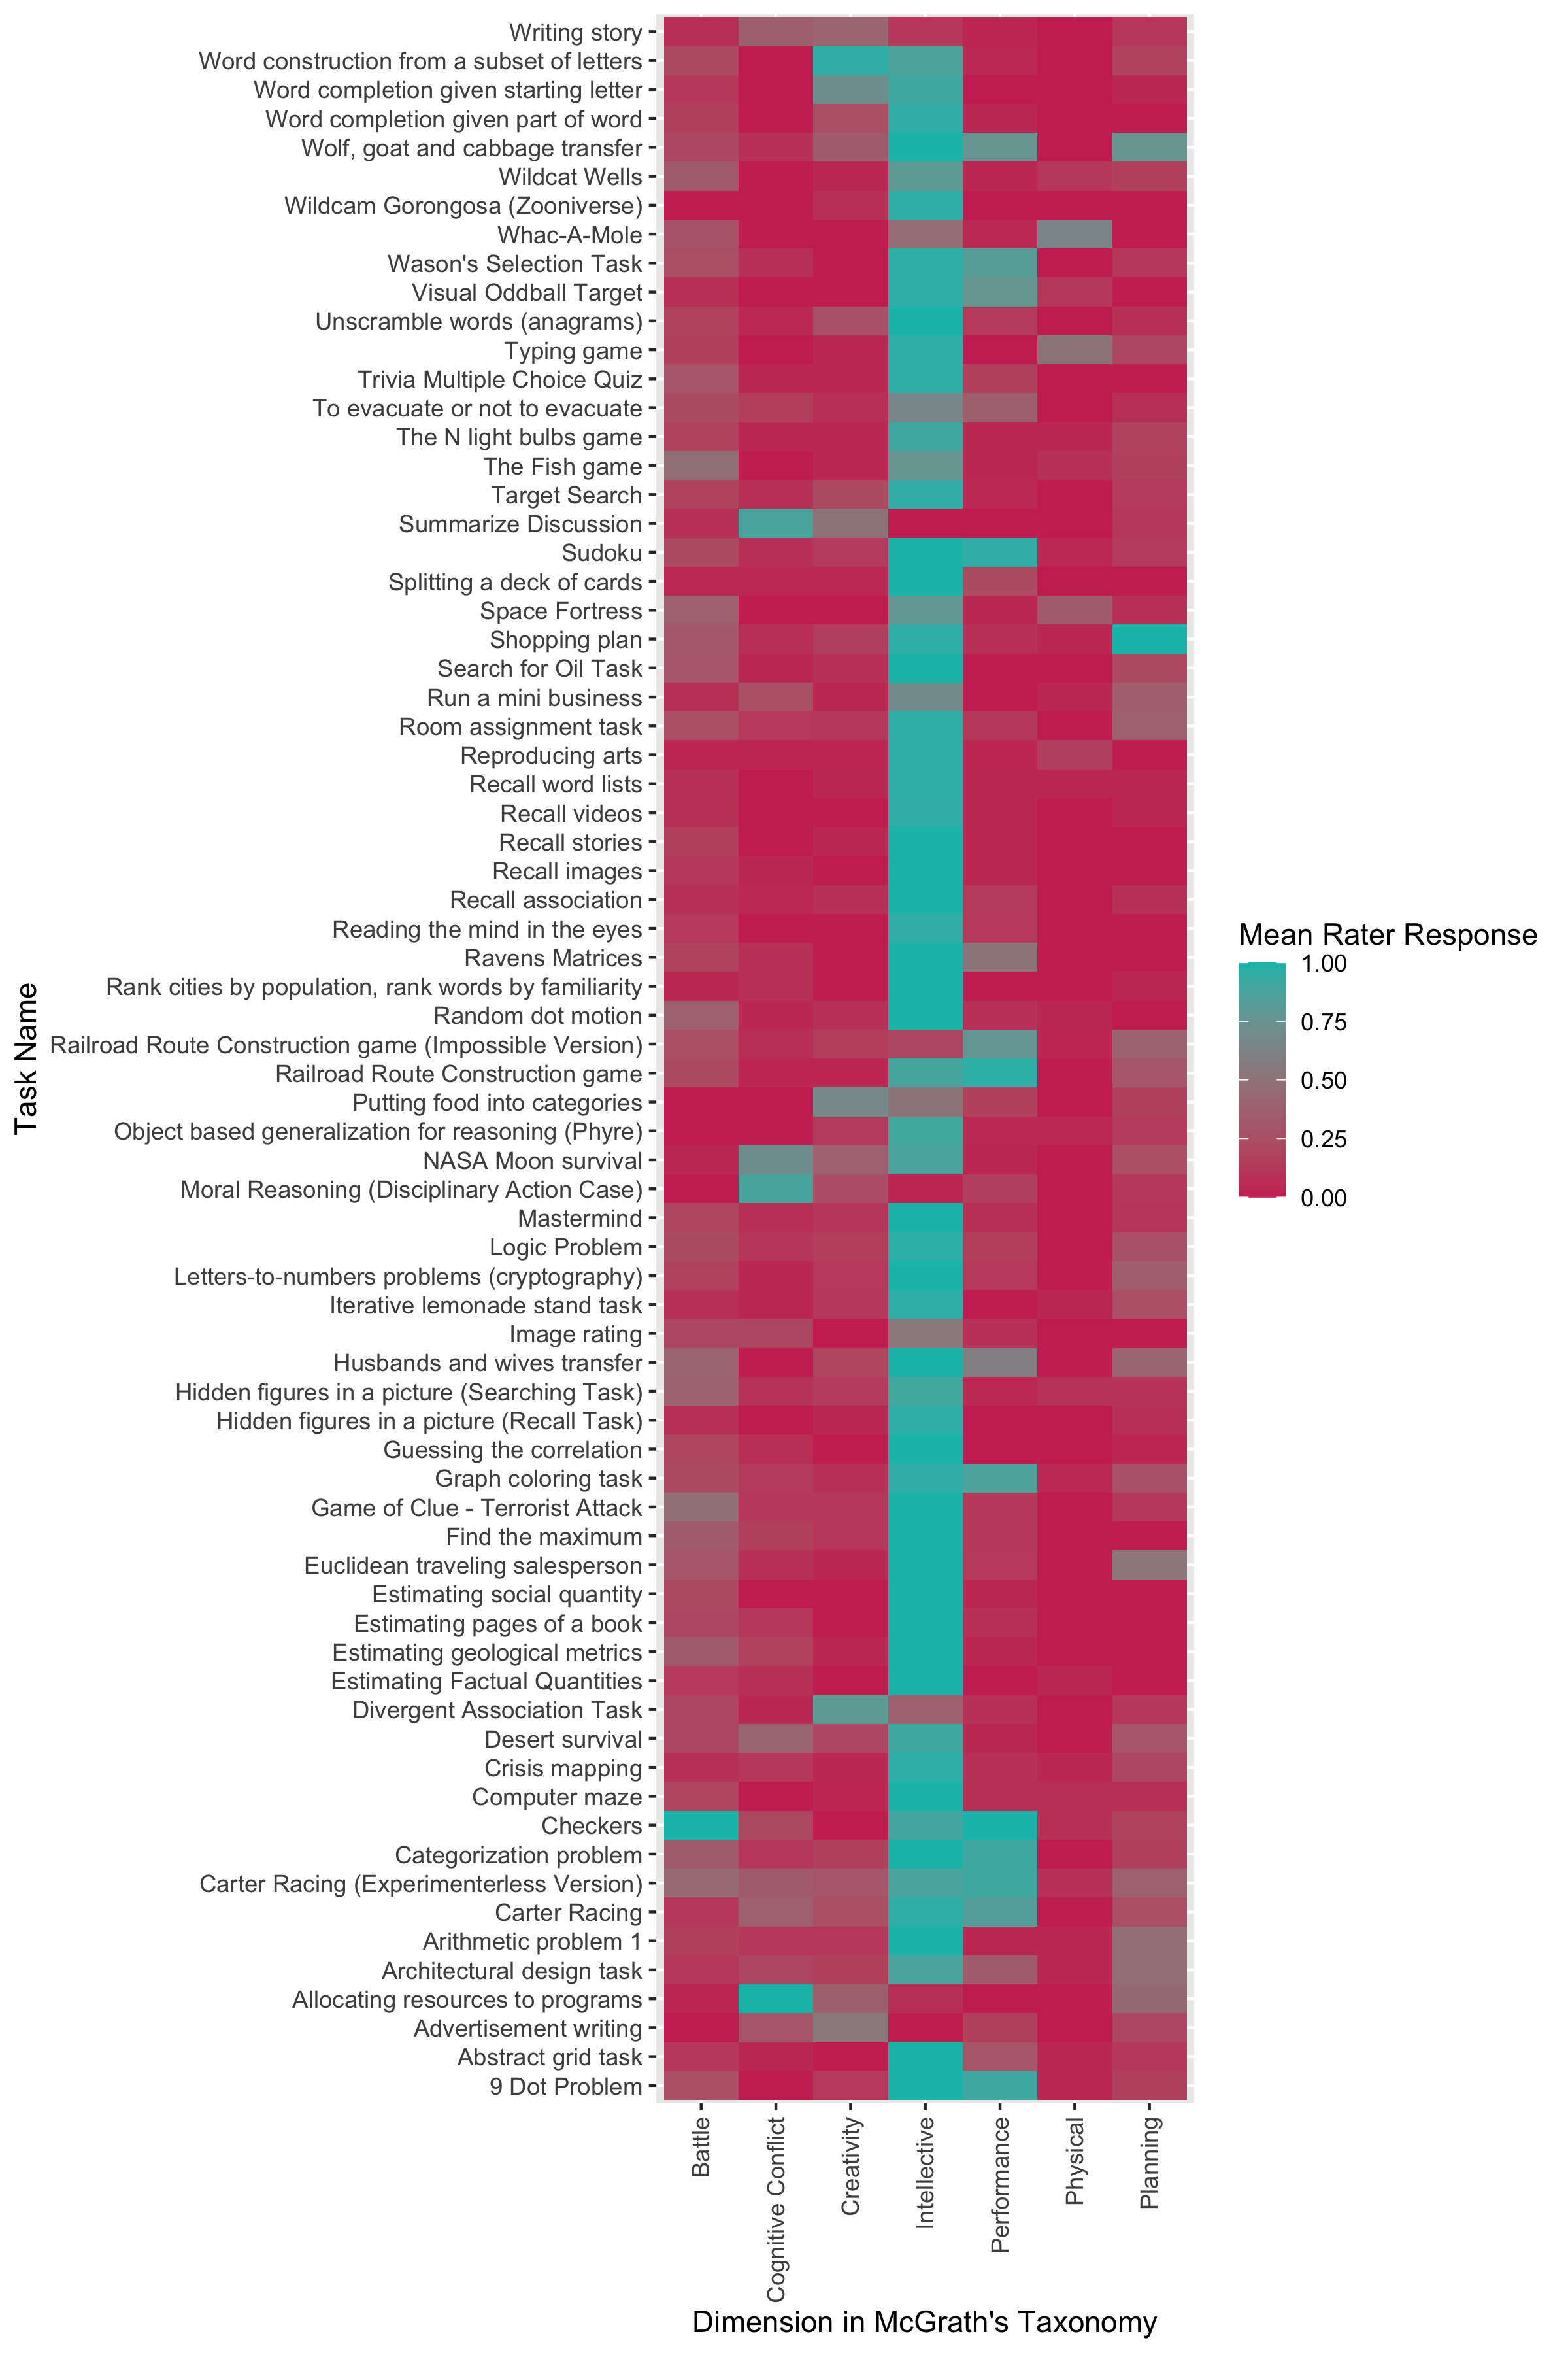 Writing story
Word construction from a subset of letters
Word completion given starting letter
Word completion given part of word
Wolf, goat and cabbage transfer
Wildcat Wells
Wildcam Gorongosa (Zooniverse)
Whac-A-Mole
Wason's Selection Task
Visual Oddball Target
Unscramble words (anagrams)
Typing game
Trivia Multiple Choice Quiz
To evacuate or not to evacuate
The N light bulbs game
The Fish game
Target Search
Summarize Discussion
Sudoku
Splitting a deck of cards
Space Fortress
Shopping plan
Search for Oil Task
Run a mini business
Room assignment task
Reproducing arts
Recall word lists
Recall videos
Recall stories
Recall images
Recall association
Reading the mind in the eyes
Ravens Matrices
Rank cities by population, rank words by familiarity
Random dot motion
Railroad Route Construction game (Impossible Version)
Railroad Route Construction game
Putting food into categories
Object based generalization for reasoning (Phyre)
NASA Moon survival
Moral Reasoning (Disciplinary Action Case)
Mastermind
Logic Problem
Letters-to-numbers problems (cryptography)
Iterative lemonade stand task
Image rating
Husbands and wives transfer
Hidden figures in a picture (Searching Task)
Hidden figures in a picture (Recall Task)
Guessing the correlation
Graph coloring task
Game of Clue - Terrorist Attack
Find the maximum
Euclidean traveling salesperson
Estimating social quantity
Estimating pages of a book
Estimating geological metrics
Estimating Factual Quantities
Divergent Association Task
Desert survival
Crisis mapping
Computer maze
Checkers
Categorization problem
Carter Racing (Experimenterless Version)
Carter Racing
Arithmetic problem 1
Architectural design task
Allocating resources to programs
Advertisement writing
Abstract grid task
9 Dot Problem
Task Name
Battle
Cognitive Conflict
Creativity
Intellective
Performance
Physical
Planning
Dimension in McGrath's Taxonomy
Mean Rater Response
1.00
0.75
0.50
0.25
0.00